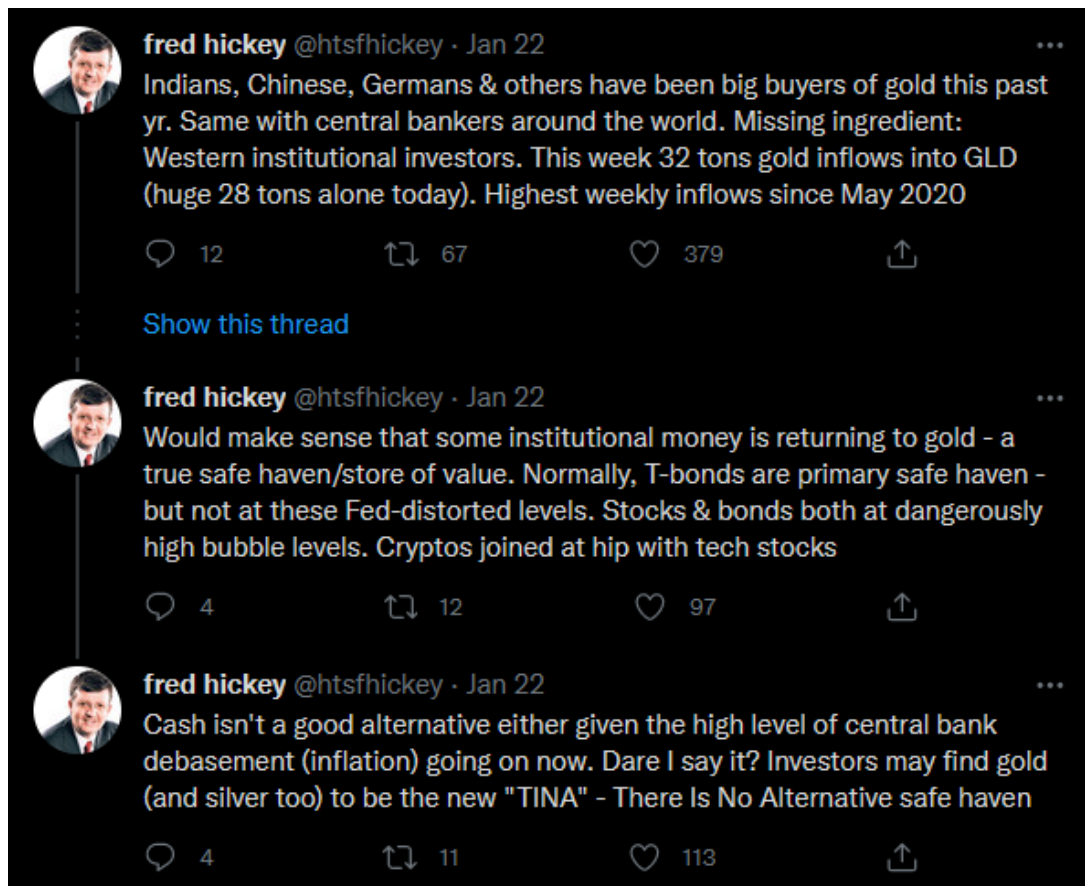 fred hickey @htsfhickey · Jan 22
Indians, Chinese, Germans & others have been big buyers of gold this past
yr. Same with central bankers around the world. Missing ingredient:
Western institutional investors. This week 32 tons gold inflows into GLD
(huge 28 tons alone today). Highest weekly inflows since May 2020
12 67 379
Show this thread
fred hickey @htsfhickey · Jan 22
Would make sense that some institutional money is returning to gold - a
true safe haven/store of value. Normally, T-bonds are primary safe haven -
but not at these Fed-distorted levels. Stocks & bonds both at dangerously
high bubble levels. Cryptos joined at hip with tech stocks
4 12 97
fred hickey @htsfhickey · Jan 22
Cash isn't a good alternative either given the high level of central bank
debasement (inflation) going on now. Dare I say it? Investors may find gold
(and silver too) to be the new "TINA" - There Is No Alternative safe haven
4 11 113